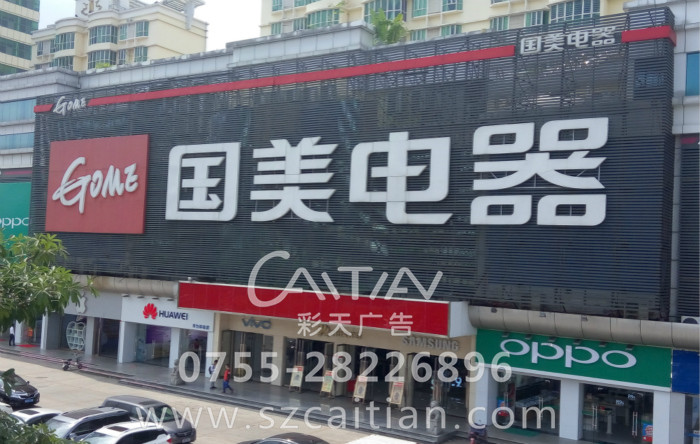 国美电器
GOME
GOME
国美电器
oppo
CAITIAN
HUAWEI
彩天广告
vivo
SAMSUNG
oppo
0755-28226896
www.szcaitian.com